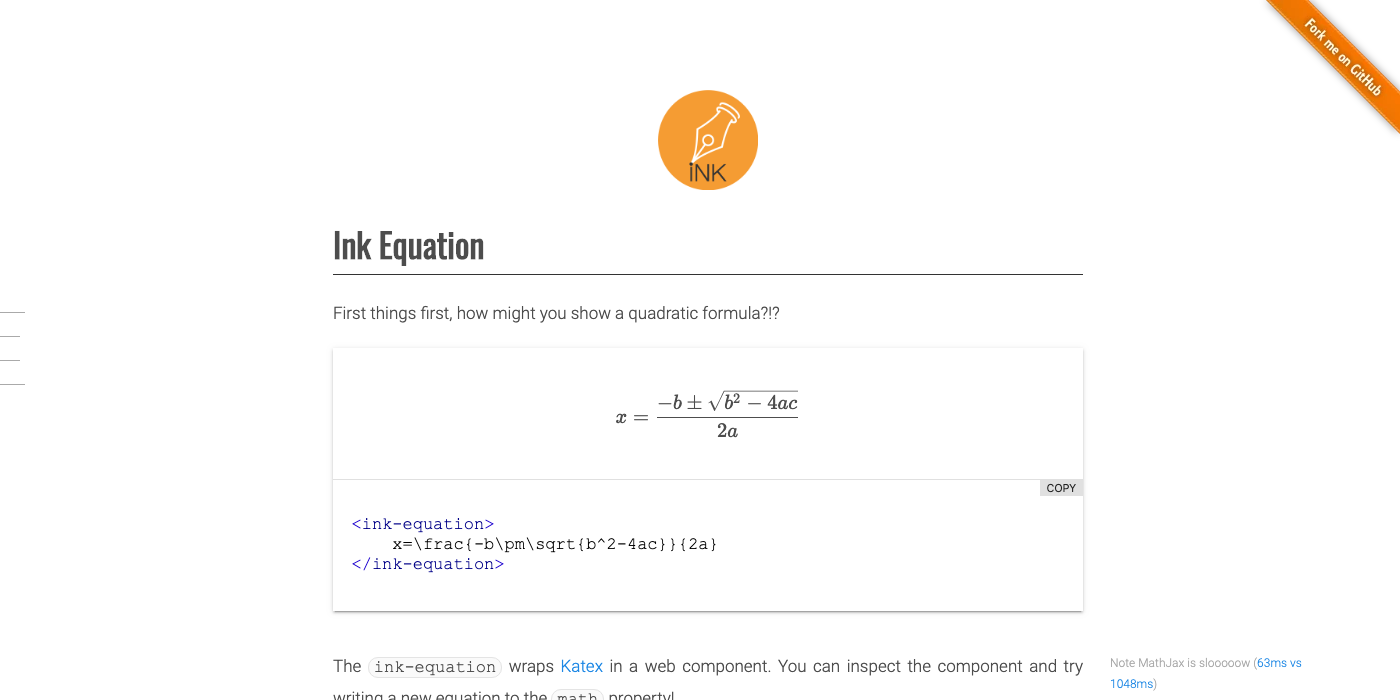 Fork me on GitHub
iNK
Ink Equation
First things first, how might you show a quadratic formula?!?
x = \frac{-b \pm \sqrt{b^2 - 4ac}}{2a}
COPY
<ink-equation>
    x=\frac{-b\pm\sqrt{b^2-4ac}}{2a}
</ink-equation>
The ink-equation wraps Katex in a web component. You can inspect the component and try
writing a new equation to the math property!
Note MathJax is slooooow (63ms vs
1048ms)